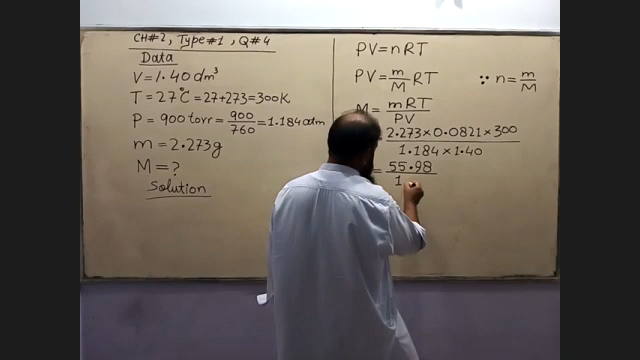 CH#2, Type#1, Q#4
Data
V = 1.40 dm³
T = 27°C = 27+273 = 300K
P = 900 torr = 900/760 = 1.184 atm
m = 2.273g
M = ?
Solution
PV = nRT
PV = m/M RT ∵ n = m/M
M = mRT/PV
2.273 × 0.0821 × 300 / 1.184 × 1.40
= 55.98 / 1